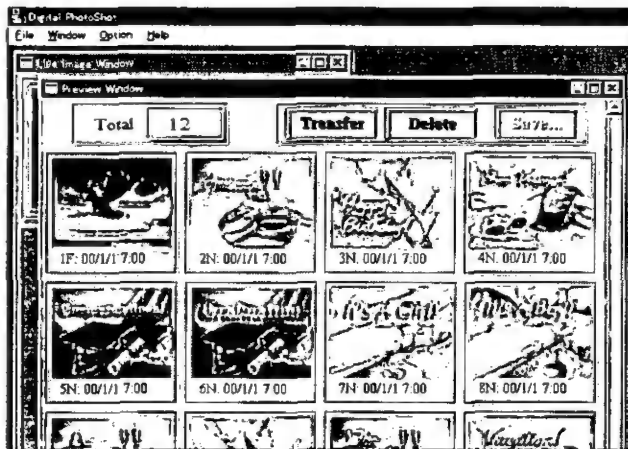 Digital PhotoShot
File Window Option Help
Live Image Window
Preview Window
Total 12 Transfer Delete Save...
1F: 00/1/1 7:00 2N: 00/1/1 7:00 3N: 00/1/1 7:00 4N: 00/1/1 7:00
It's A Girl It's A Boy!
5N: 00/1/1 7:00 6N: 00/1/1 7:00 7N: 00/1/1 7:00 8N: 00/1/1 7:00